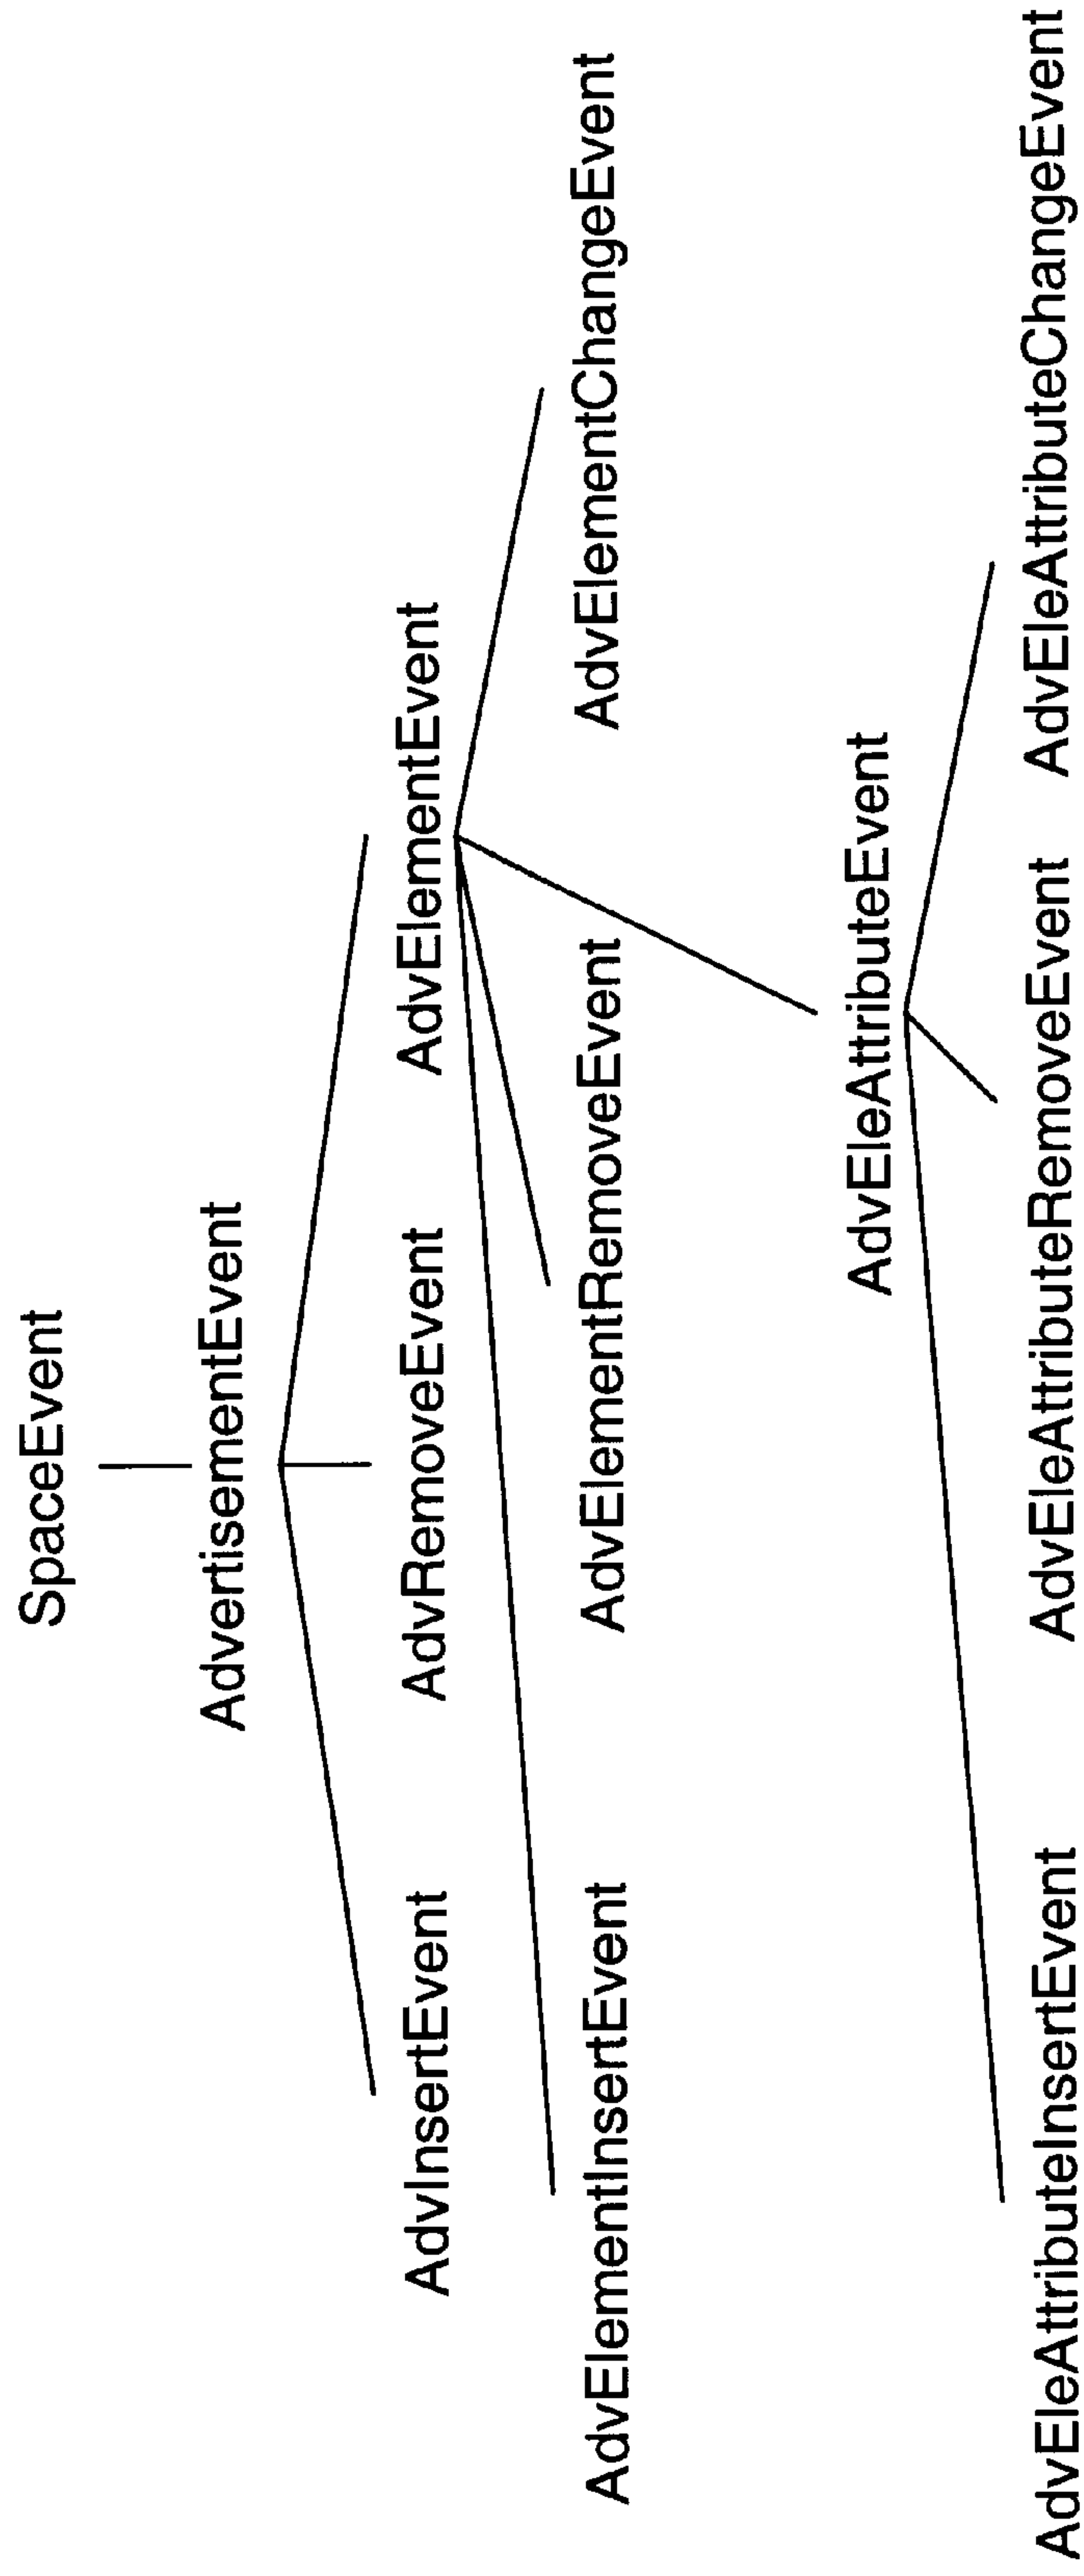 SpaceEvent
AdvertisementEvent
AdvInsertEvent
AdvRemoveEvent
AdvElementEvent
AdvElementInsertEvent
AdvElementRemoveEvent
AdvElementChangeEvent
AdvEleAttributeEvent
AdvEleAttributeInsertEvent
AdvEleAttributeRemoveEvent
AdvEleAttributeChangeEvent